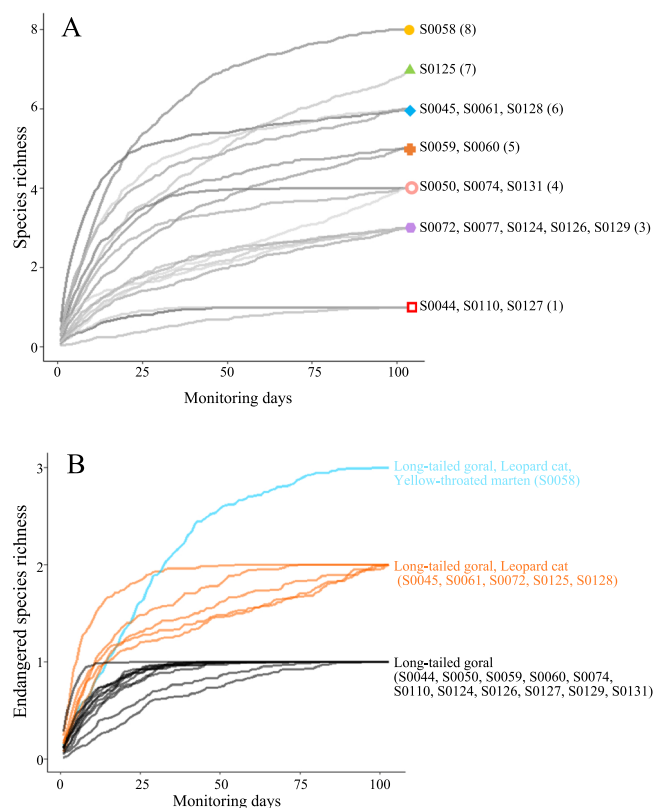 A
Species richness
8
6
4
2
0
S0058 (8)
S0125 (7)
S0045, S0061, S0128 (6)
S0059, S0060 (5)
S0050, S0074, S0131 (4)
S0072, S0077, S0124, S0126, S0129 (3)
S0044, S0110, S0127 (1)
0 25 50 75 100
Monitoring days
B
Endangered species richness
3
2
1
0
Long-tailed goral, Leopard cat,
Yellow-throated marten (S0058)
Long-tailed goral, Leopard cat
(S0045, S0061, S0072, S0125, S0128)
Long-tailed goral
(S0044, S0050, S0059, S0060, S0074,
S0110, S0124, S0126, S0127, S0129, S0131)
0 25 50 75 100
Monitoring days